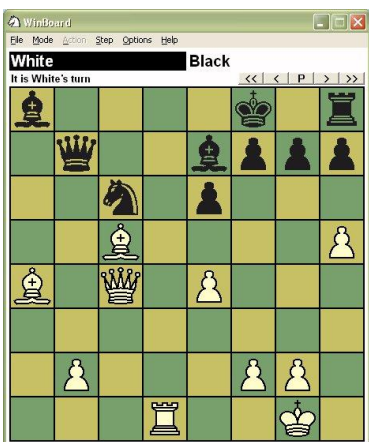 WinBoard
File Mode Action Step Options Help
White Black
It is White's turn << < P > >>